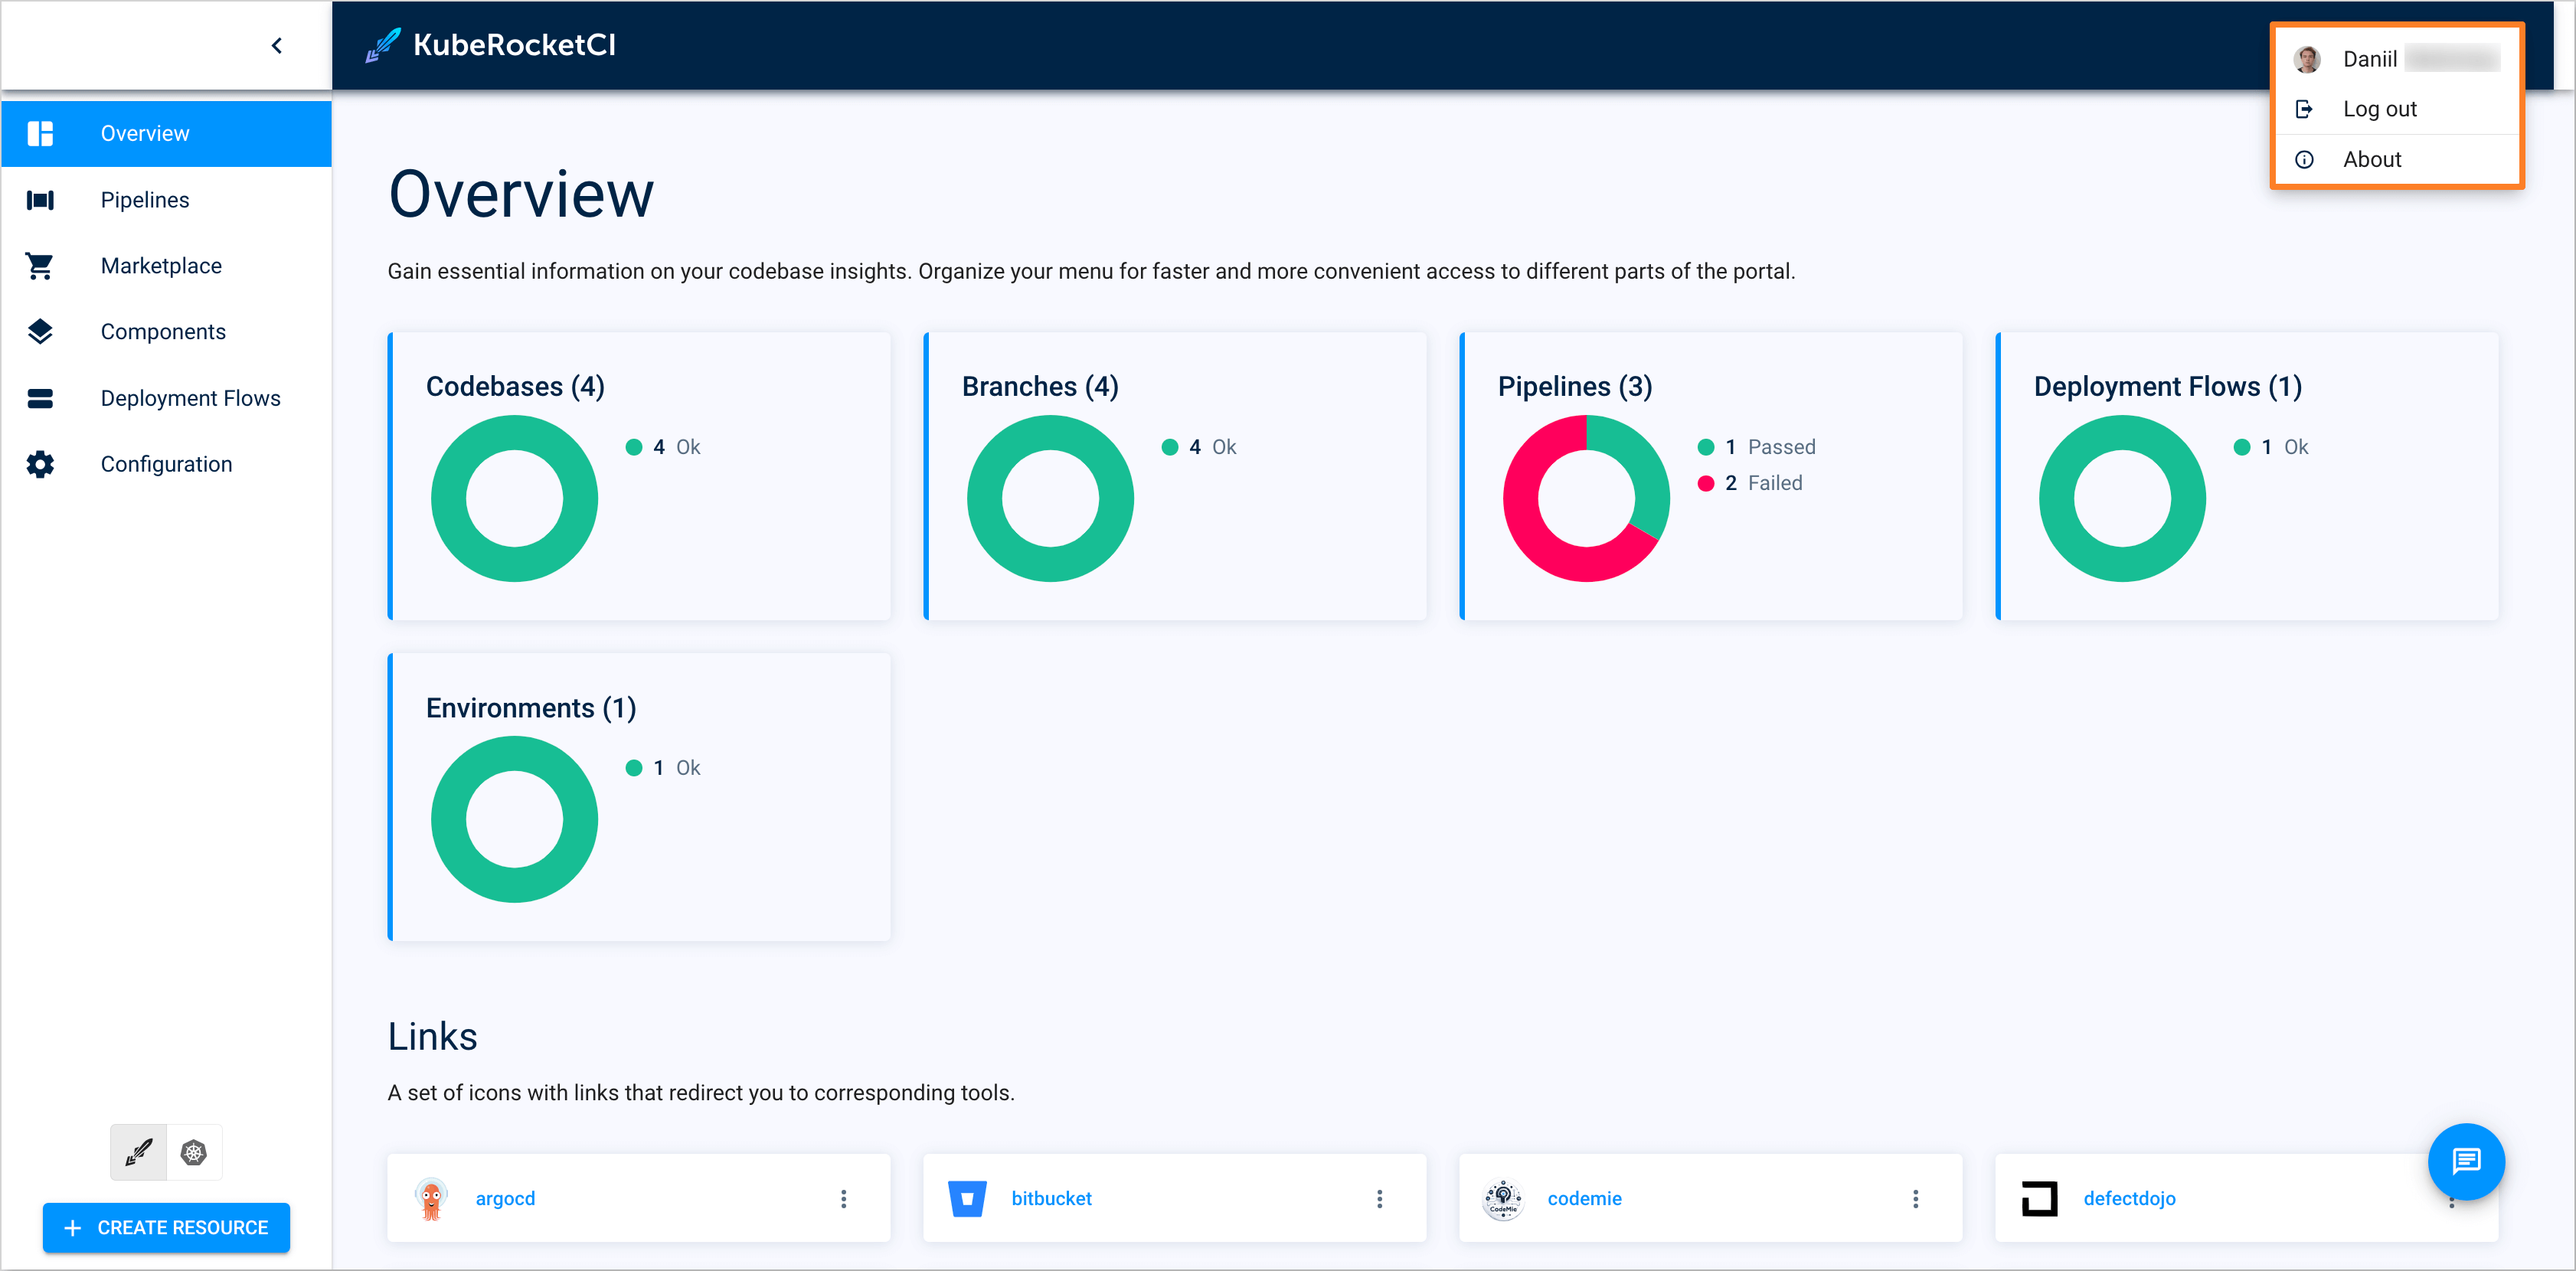 KubeRocketCI
Daniil
Log out
About
Overview
Pipelines
Marketplace
Components
Deployment Flows
Configuration
CREATE RESOURCE
Overview
Gain essential information on your codebase insights. Organize your menu for faster and more convenient access to different parts of the portal.
Codebases (4)
4 Ok
Branches (4)
4 Ok
Pipelines (3)
1 Passed
2 Failed
Deployment Flows (1)
1 Ok
Environments (1)
1 Ok
Links
A set of icons with links that redirect you to corresponding tools.
argocd
bitbucket
CodeMie
codemie
defectdojo